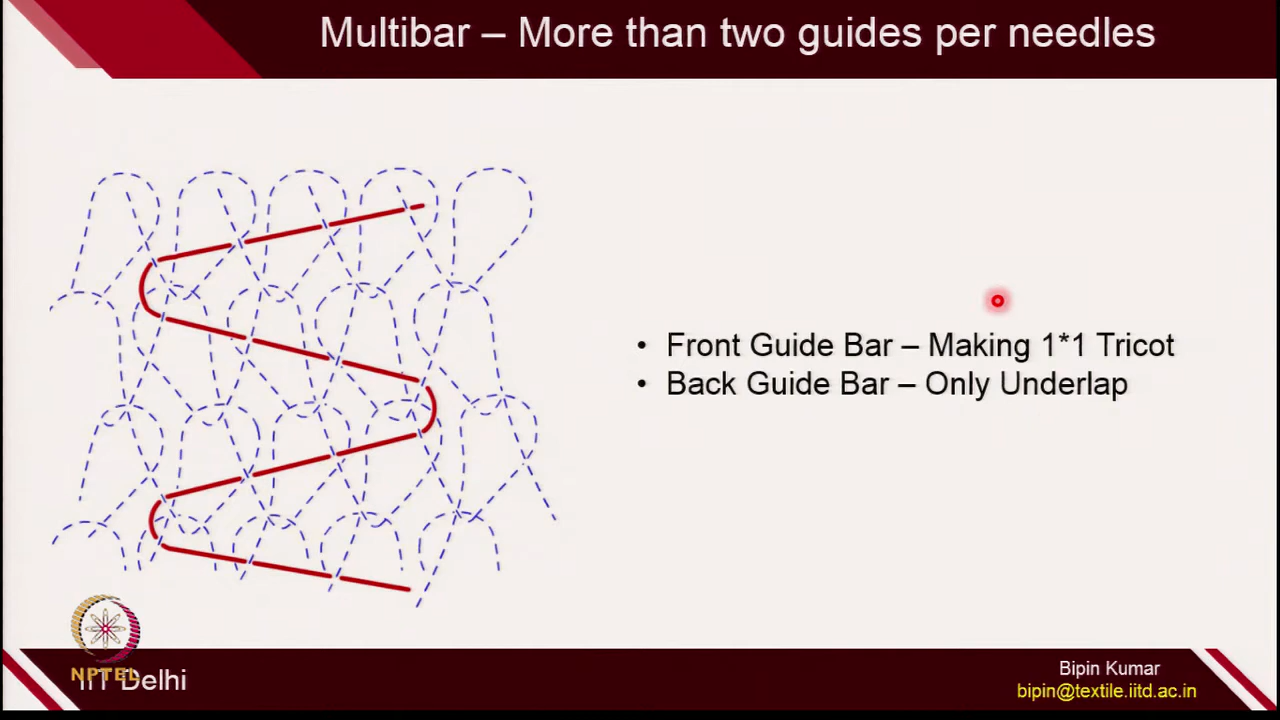 Multibar – More than two guides per needles
• Front Guide Bar – Making 1*1 Tricot
• Back Guide Bar – Only Underlap
NPTEL
IIT Delhi
Bipin Kumar
bipin@textile.iitd.ac.in